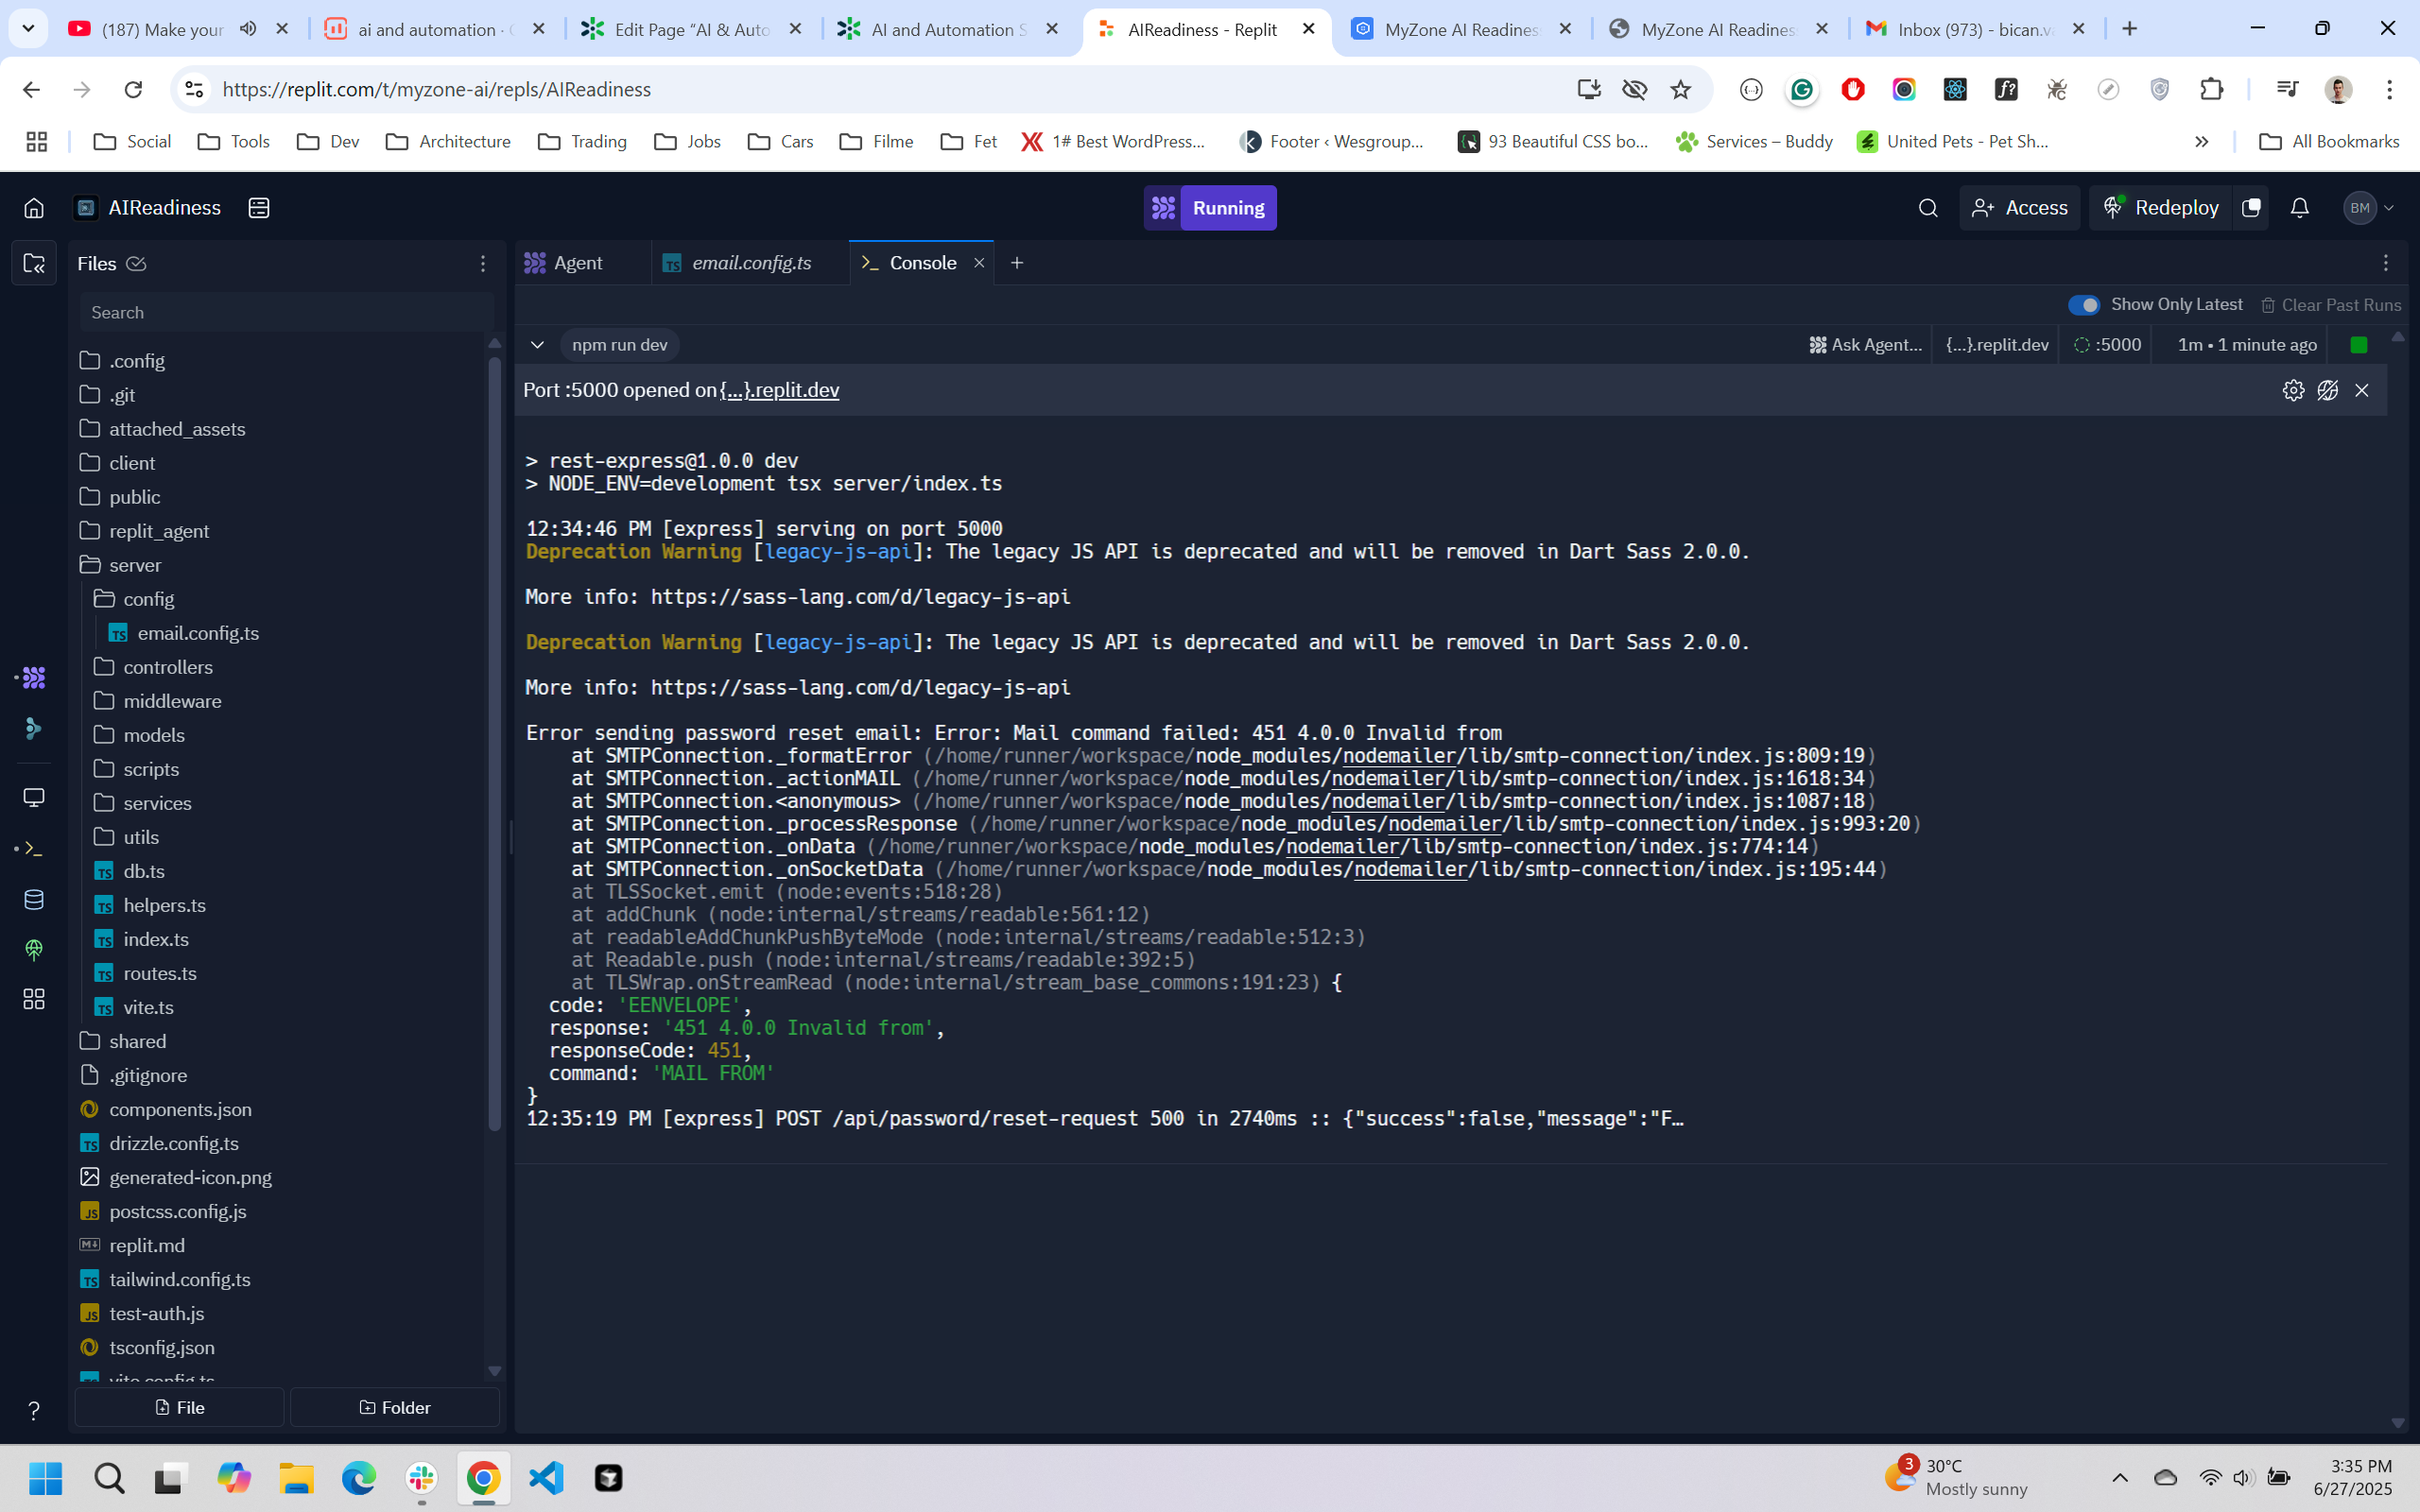 (187) Make your
ai and automation · 
Edit Page “AI & Auto
AI and Automation S
AIReadiness - Replit
MyZone AI Readines
MyZone AI Readines
Inbox (973) - bican.v
https://replit.com/t/myzone-ai/repls/AIReadiness
Social
Tools
Dev
Architecture
Trading
Jobs
Cars
Filme
Fet
1# Best WordPress...
Footer ‹ Wesgroup...
93 Beautiful CSS bo...
Services – Buddy
United Pets - Pet Sh...
»
All Bookmarks
AIReadiness
Running
Access
Redeploy
BM
Files
Agent
email.config.ts
Console
Search
Show Only Latest
Clear Past Runs
npm run dev
Ask Agent...
{...}.replit.dev
:5000
1m • 1 minute ago
Port :5000 opened on {...}.replit.dev
.config
.git
attached_assets
client
public
replit_agent
server
config
email.config.ts
controllers
middleware
models
scripts
services
utils
db.ts
helpers.ts
index.ts
routes.ts
vite.ts
shared
.gitignore
components.json
drizzle.config.ts
generated-icon.png
postcss.config.js
replit.md
tailwind.config.ts
test-auth.js
tsconfig.json
vite.config.ts
File
Folder
> rest-express@1.0.0 dev
> NODE_ENV=development tsx server/index.ts
12:34:46 PM [express] serving on port 5000
Deprecation Warning [legacy-js-api]: The legacy JS API is deprecated and will be removed in Dart Sass 2.0.0.
More info: https://sass-lang.com/d/legacy-js-api
Deprecation Warning [legacy-js-api]: The legacy JS API is deprecated and will be removed in Dart Sass 2.0.0.
More info: https://sass-lang.com/d/legacy-js-api
Error sending password reset email: Error: Mail command failed: 451 4.0.0 Invalid from
at SMTPConnection._formatError (/home/runner/workspace/node_modules/nodemailer/lib/smtp-connection/index.js:809:19)
at SMTPConnection._actionMAIL (/home/runner/workspace/node_modules/nodemailer/lib/smtp-connection/index.js:1618:34)
at SMTPConnection.<anonymous> (/home/runner/workspace/node_modules/nodemailer/lib/smtp-connection/index.js:1087:18)
at SMTPConnection._processResponse (/home/runner/workspace/node_modules/nodemailer/lib/smtp-connection/index.js:993:20)
at SMTPConnection._onData (/home/runner/workspace/node_modules/nodemailer/lib/smtp-connection/index.js:774:14)
at SMTPConnection._onSocketData (/home/runner/workspace/node_modules/nodemailer/lib/smtp-connection/index.js:195:44)
at TLSSocket.emit (node:events:518:28)
at addChunk (node:internal/streams/readable:561:12)
at readableAddChunkPushByteMode (node:internal/streams/readable:512:3)
at Readable.push (node:internal/streams/readable:392:5)
at TLSWrap.onStreamRead (node:internal/stream_base_commons:191:23) {
code: 'EENVELOPE',
response: '451 4.0.0 Invalid from',
responseCode: 451,
command: 'MAIL FROM'
}
12:35:19 PM [express] POST /api/password/reset-request 500 in 2740ms :: {"success":false,"message":"F…
3
30°C
Mostly sunny
3:35 PM
6/27/2025